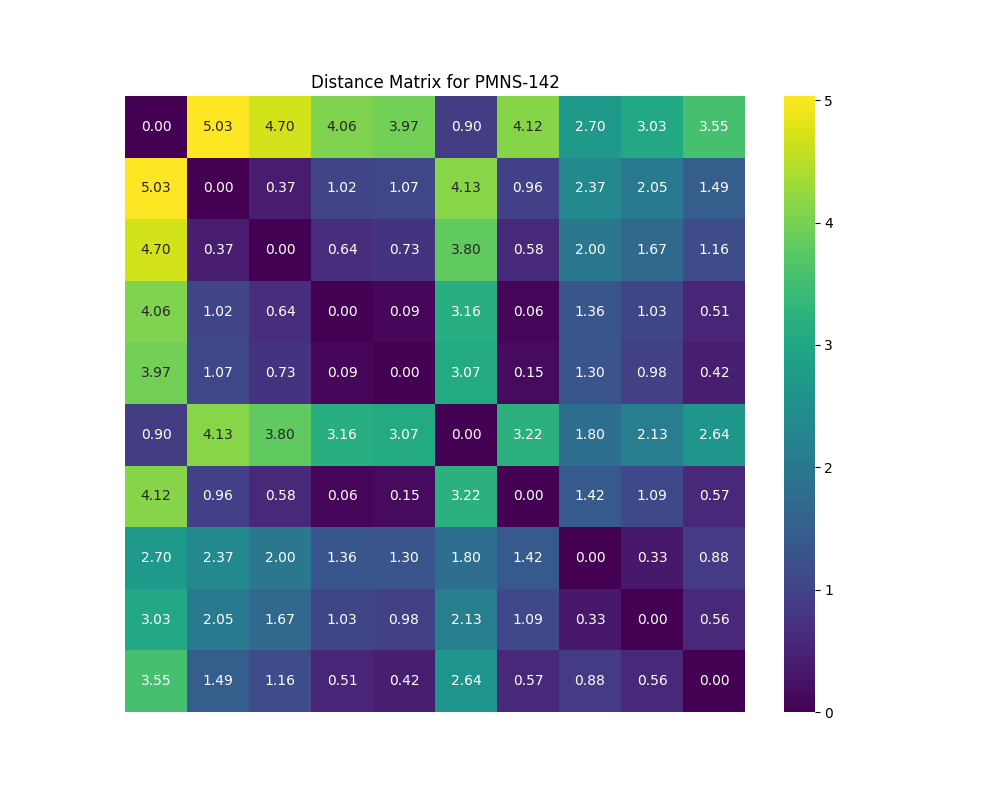 Distance Matrix for PMNS-142
0.00 5.03 4.70 4.06 3.97 0.90 4.12 2.70 3.03 3.55
5.03 0.00 0.37 1.02 1.07 4.13 0.96 2.37 2.05 1.49
4.70 0.37 0.00 0.64 0.73 3.80 0.58 2.00 1.67 1.16
4.06 1.02 0.64 0.00 0.09 3.16 0.06 1.36 1.03 0.51
3.97 1.07 0.73 0.09 0.00 3.07 0.15 1.30 0.98 0.42
0.90 4.13 3.80 3.16 3.07 0.00 3.22 1.80 2.13 2.64
4.12 0.96 0.58 0.06 0.15 3.22 0.00 1.42 1.09 0.57
2.70 2.37 2.00 1.36 1.30 1.80 1.42 0.00 0.33 0.88
3.03 2.05 1.67 1.03 0.98 2.13 1.09 0.33 0.00 0.56
3.55 1.49 1.16 0.51 0.42 2.64 0.57 0.88 0.56 0.00
5
4
3
2
1
0